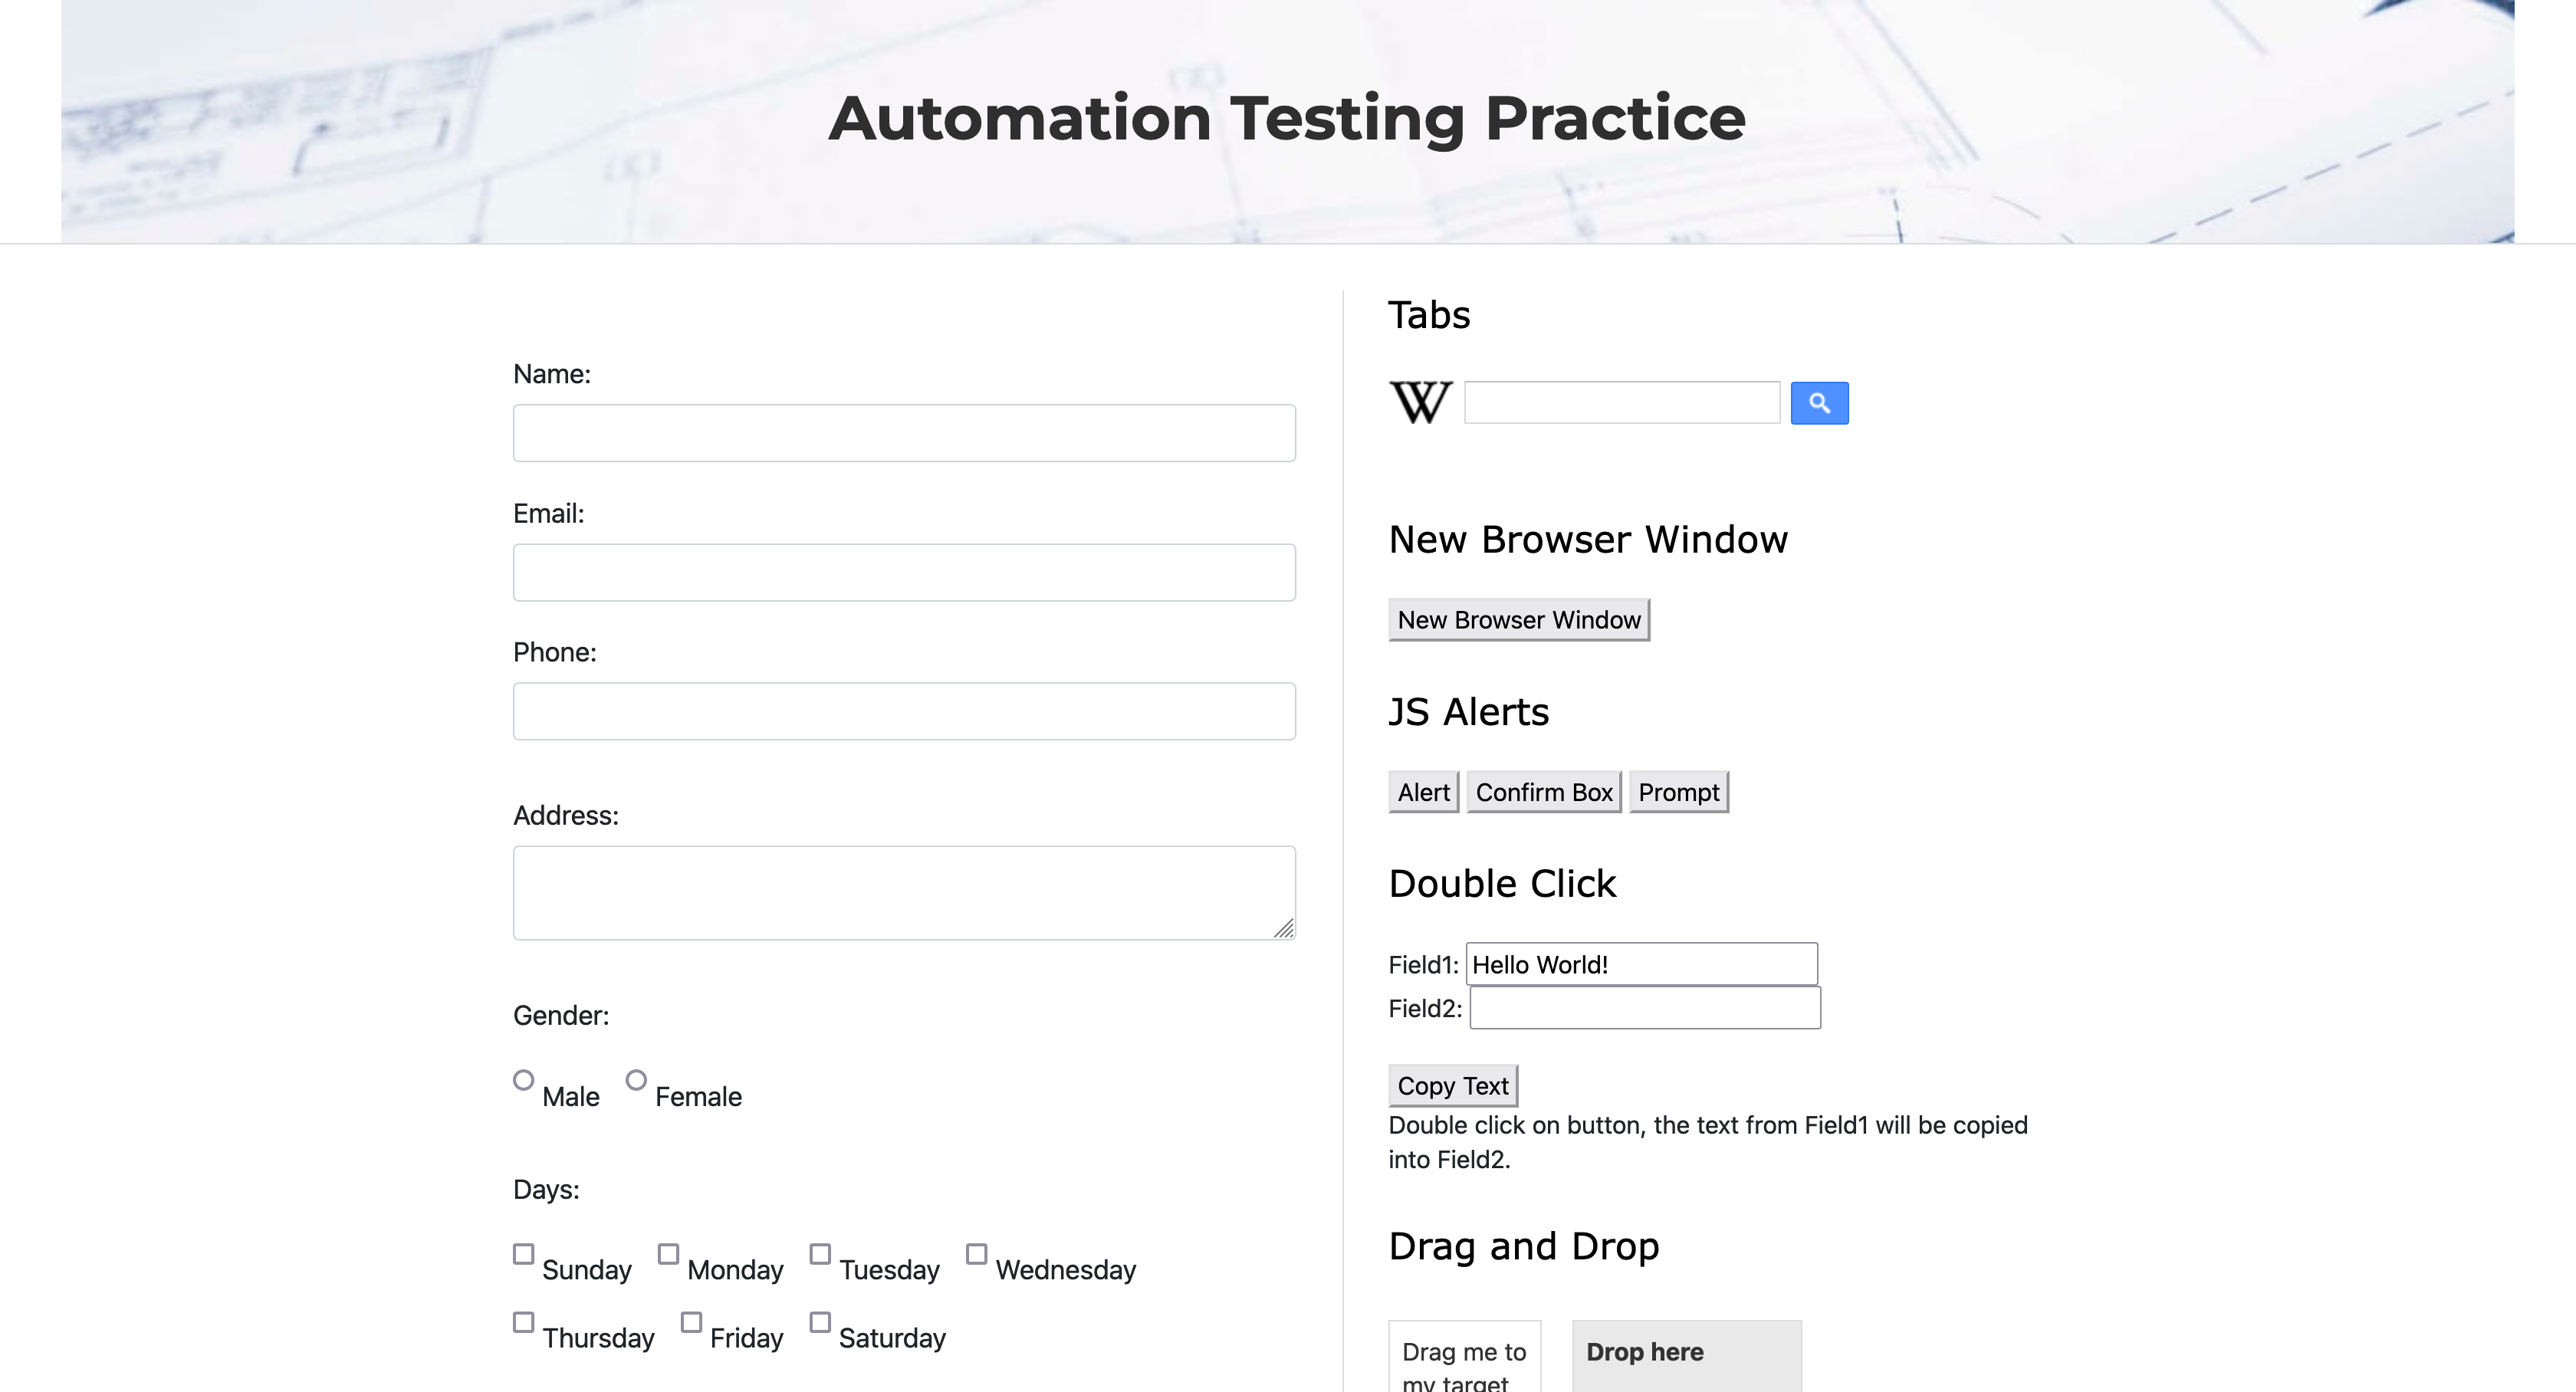 Automation Testing Practice
Name:
Email:
Phone:
Address:
Gender:
Male Female
Days:
Sunday Monday Tuesday Wednesday
Thursday Friday Saturday
Tabs
W
New Browser Window
New Browser Window
JS Alerts
Alert Confirm Box Prompt
Double Click
Field1: Hello World!
Field2:
Copy Text
Double click on button, the text from Field1 will be copied
into Field2.
Drag and Drop
Drag me to
my target
Drop here